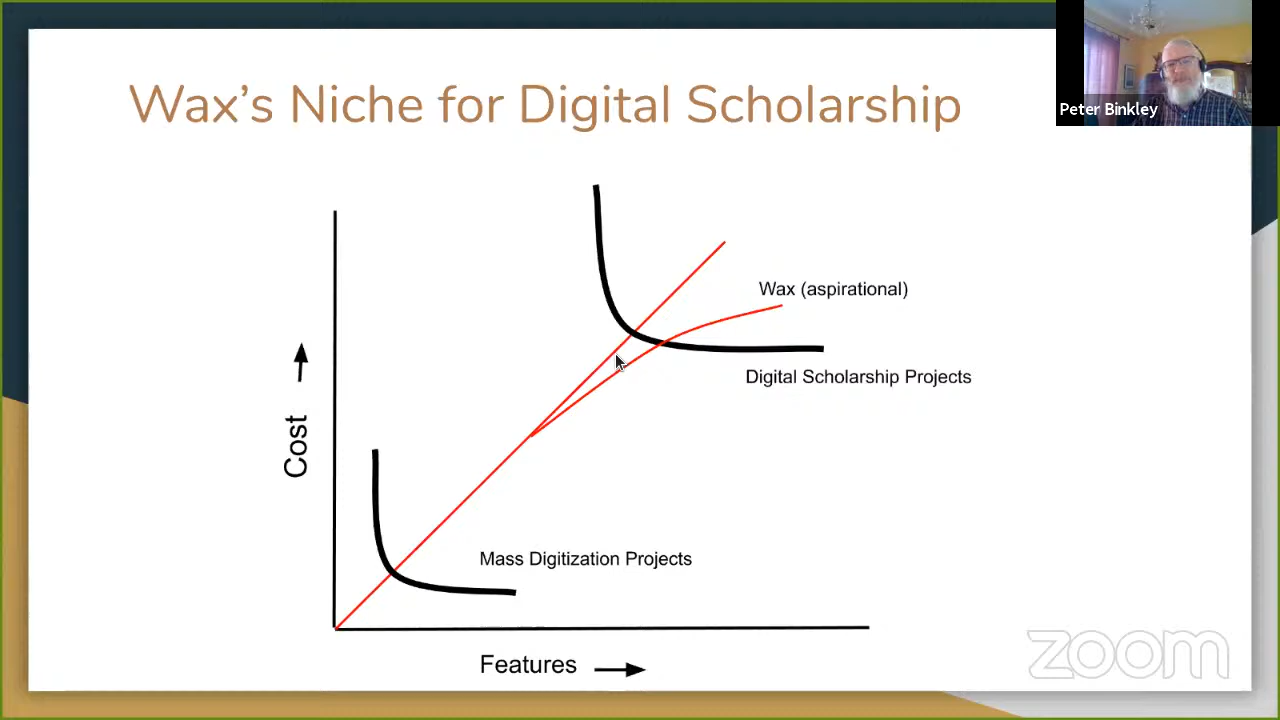 Wax's Niche for Digital Scholarship
Peter Binkley
Wax (aspirational)
Digital Scholarship Projects
Cost
Mass Digitization Projects
Features
zoom